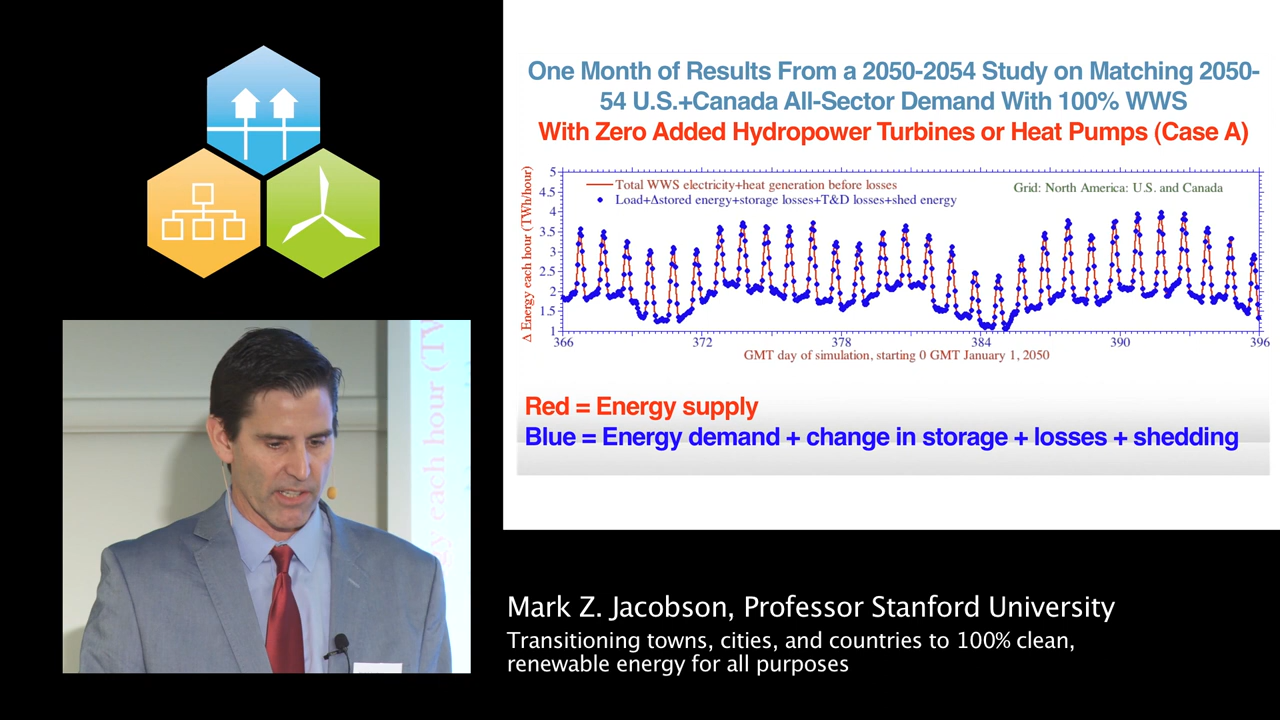 One Month of Results From a 2050-2054 Study on Matching 2050-
54 U.S.+Canada All-Sector Demand With 100% WWS
With Zero Added Hydropower Turbines or Heat Pumps (Case A)
Δ Energy each hour (TWh/hour)
5
4.5
4
3.5
3
2.5
2
1.5
1
Total WWS electricity+heat generation before losses
Load+Δstored energy+storage losses+T&D losses+shed energy
Grid: North America: U.S. and Canada
366 372 378 384 390 396
GMT day of simulation, starting 0 GMT January 1, 2050
Red = Energy supply
Blue = Energy demand + change in storage + losses + shedding
gy each hour (TW
Mark Z. Jacobson, Professor Stanford University
Transitioning towns, cities, and countries to 100% clean,
renewable energy for all purposes